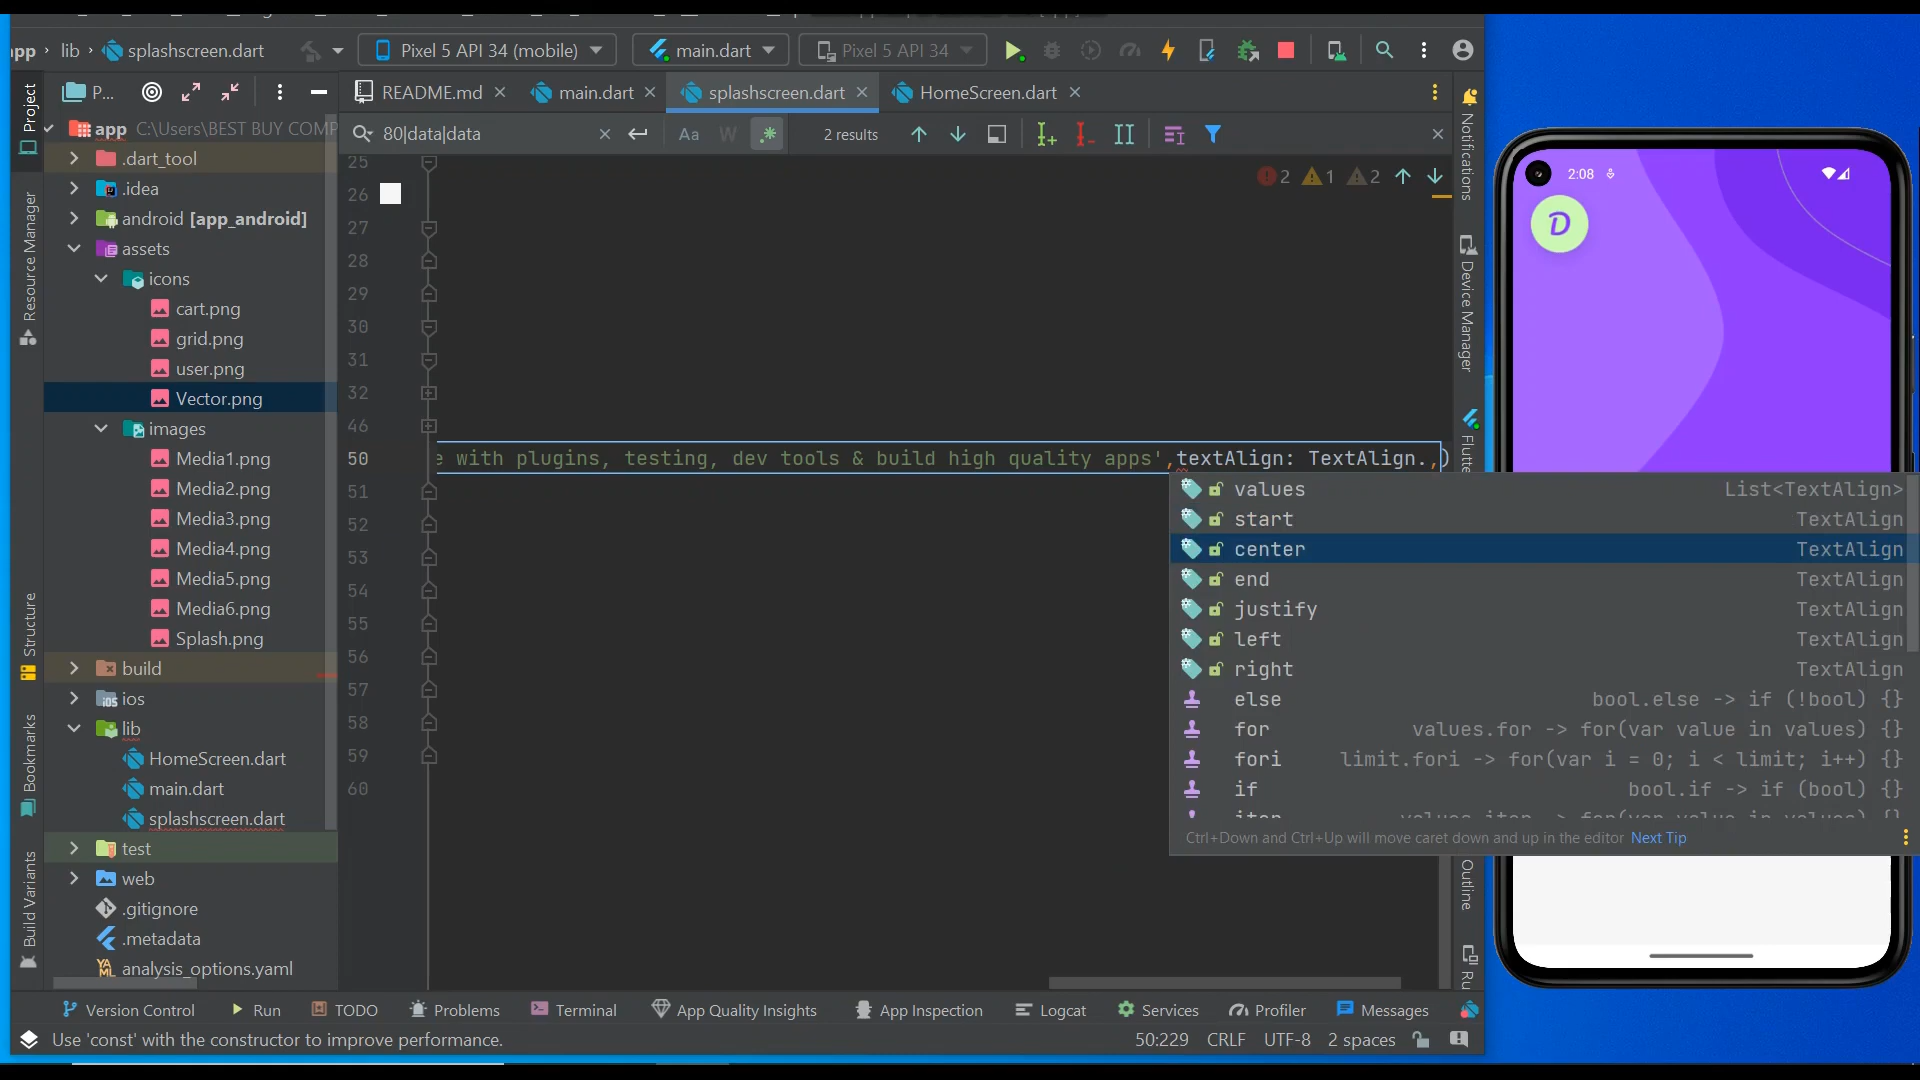 app › lib › splashscreen.dart
Pixel 5 API 34 (mobile)
main.dart
Pixel 5 API 34
Project
P...
README.md
main.dart
splashscreen.dart
HomeScreen.dart
Notifications
app C:\Users\BEST BUY COMP
80|data|data
Aa W .*
2 results
.dart_tool
.idea
android [app_android]
assets
icons
cart.png
grid.png
user.png
Vector.png
images
Media1.png
Media2.png
Media3.png
Media4.png
Media5.png
Media6.png
Splash.png
build
ios
lib
HomeScreen.dart
main.dart
splashscreen.dart
test
web
.gitignore
.metadata
analysis_options.yaml
Resource Manager
Structure
Bookmarks
Build Variants
25
26
27
28
29
30
31
32
46
50
51
52
53
54
55
56
57
58
59
60
2 1 2
e with plugins, testing, dev tools & build high quality apps',textAlign: TextAlign.,)
values List<TextAlign>
start TextAlign
center TextAlign
end TextAlign
justify TextAlign
left TextAlign
right TextAlign
else bool.else -> if (!bool) {}
for values.for -> for(var value in values) {}
fori limit.fori -> for(var i = 0; i < limit; i++) {}
if bool.if -> if (bool) {}
Ctrl+Down and Ctrl+Up will move caret down and up in the editor Next Tip
Device Manager
Outline
2:08
D
Version Control
Run
TODO
Problems
Terminal
App Quality Insights
App Inspection
Logcat
Services
Profiler
Messages
Use 'const' with the constructor to improve performance.
50:229 CRLF UTF-8 2 spaces